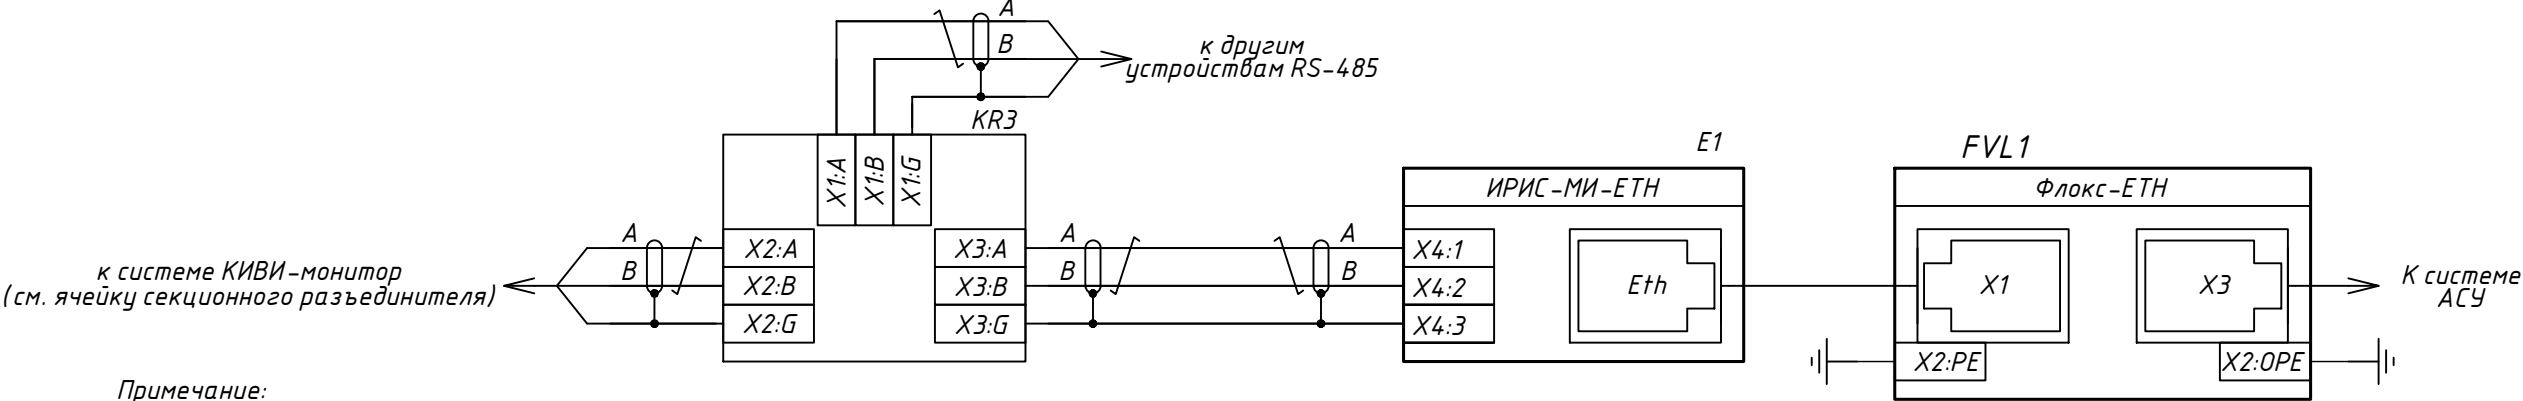 A
B
к другим
устройствам RS-485
KR3
X1:A
X1:B
X1:G
E1
FVL1
ИРИС-МИ-ETH
Флокс-ETH
A
B
X2:A
X2:B
X2:G
X3:A
X3:B
X3:G
A
B
A
B
X4:1
X4:2
X4:3
Eth
X1
X3
к системе КИВИ-монитор
(см. ячейку секционного разъединителя)
К системе
АСУ
X2:PE
X2:OPE
Примечание: